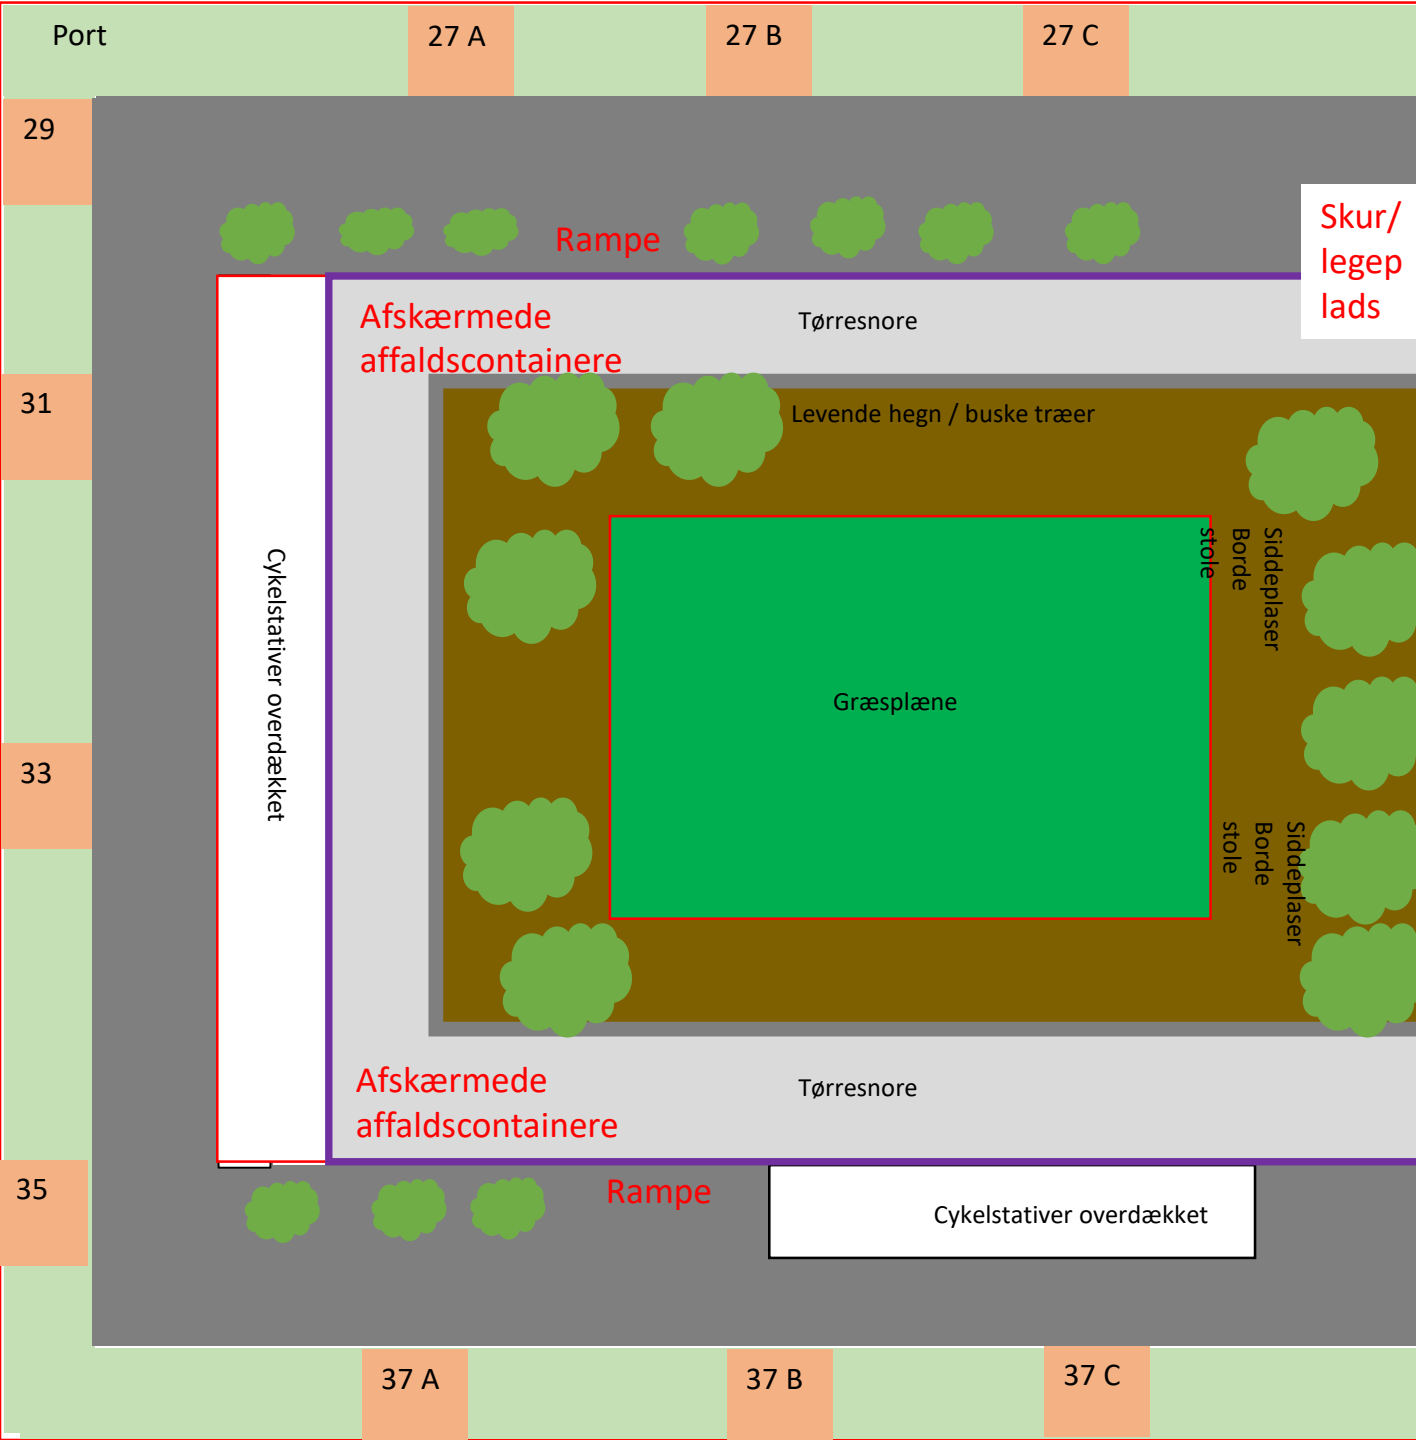 Port
27 A
27 B
27 C
29
Rampe
Skur/
legep
lads
Afskærmede
affaldscontainere
Tørresnore
31
Levende hegn / buske træer
Siddeplaser
Borde
stole
Cykelstativer overdækket
Græsplæne
33
Siddeplaser
Borde
stole
Afskærmede
affaldscontainere
Tørresnore
35
Rampe
Cykelstativer overdækket
37 A
37 B
37 C